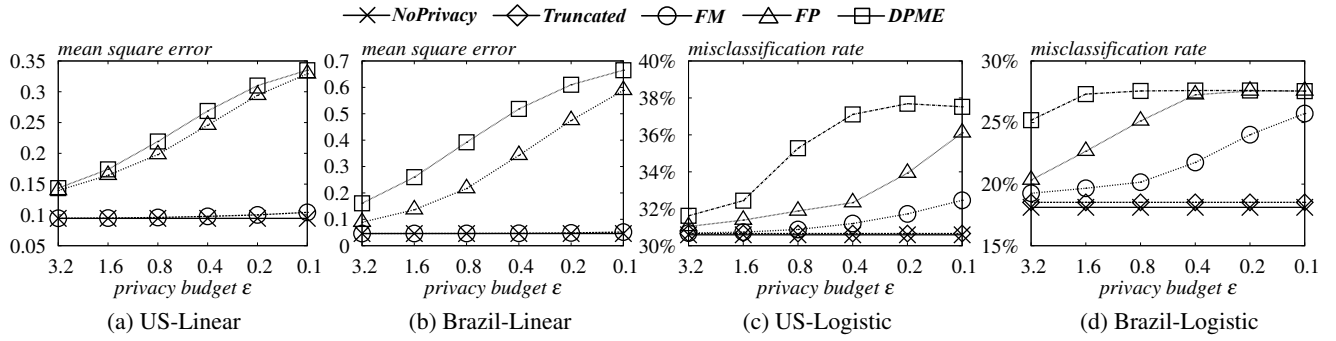 NoPrivacy Truncated FM FP DPME
mean square error
0.35
0.3
0.25
0.2
0.15
0.1
0.05
3.2 1.6 0.8 0.4 0.2 0.1
privacy budget ε
(a) US-Linear
mean square error
0.7
0.6
0.5
0.4
0.3
0.2
0.1
0
3.2 1.6 0.8 0.4 0.2 0.1
privacy budget ε
(b) Brazil-Linear
misclassification rate
40%
38%
36%
34%
32%
30%
3.2 1.6 0.8 0.4 0.2 0.1
privacy budget ε
(c) US-Logistic
misclassification rate
30%
25%
20%
15%
3.2 1.6 0.8 0.4 0.2 0.1
privacy budget ε
(d) Brazil-Logistic